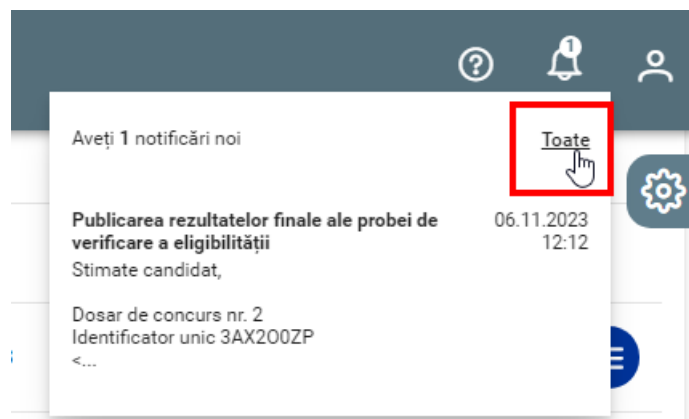 1
Aveți 1 notificări noi
Toate
Publicarea rezultatelor finale ale probei de
verificare a eligibilității
06.11.2023
12:12
Stimate candidat,
Dosar de concurs nr. 2
Identificator unic 3AX2O0ZP
<...